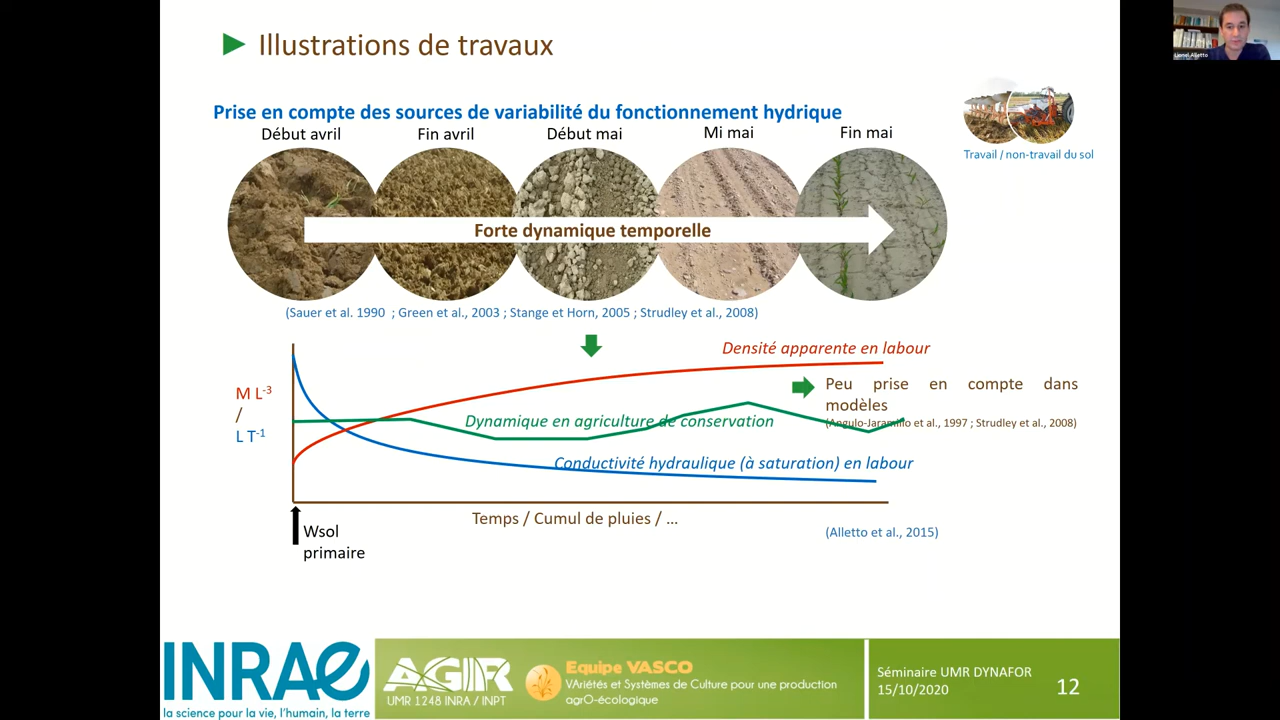 Illustrations de travaux
Lionel Alletto
Prise en compte des sources de variabilité du fonctionnement hydrique
Début avril
Fin avril
Début mai
Mi mai
Fin mai
Travail / non-travail du sol
Forte dynamique temporelle
(Sauer et al. 1990 ; Green et al., 2003 ; Stange et Horn, 2005 ; Strudley et al., 2008)
Densité apparente en labour
M L-3
/
L T-1
Peu prise en compte dans
modèles
(Angulo-Jaramillo et al., 1997 ; Strudley et al., 2008)
Dynamique en agriculture de conservation
Conductivité hydraulique (à saturation) en labour
Temps / Cumul de pluies / ...
(Alletto et al., 2015)
Wsol
primaire
INRAE
la science pour la vie, l'humain, la terre
AGIR
UMR 1248 INRA / INPT
Equipe VASCO
VAriétés et Systèmes de Culture pour une production
agrO-écologique
Séminaire UMR DYNAFOR
15/10/2020
12